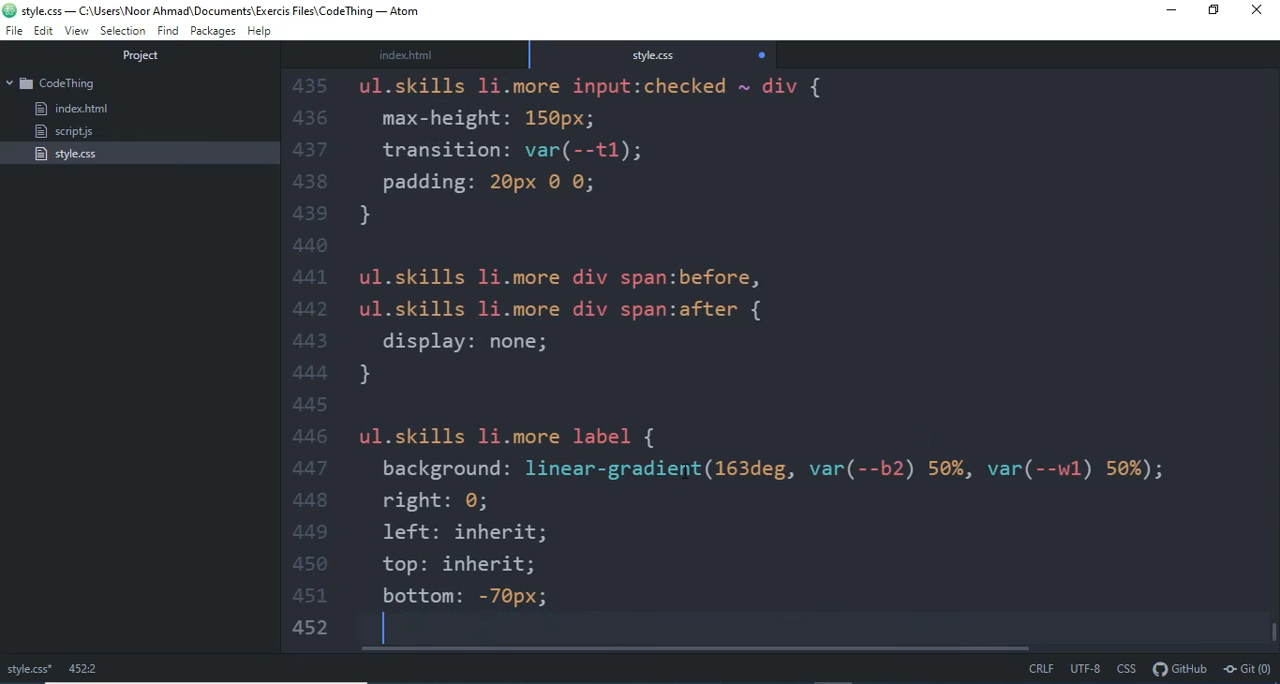 style.css — C:\Users\Noor Ahmad\Documents\Exercis Files\CodeThing — Atom
File Edit View Selection Find Packages Help
Project
index.html
style.css
CodeThing
index.html
script.js
style.css
435 ul.skills li.more input:checked ~ div {
436 max-height: 150px;
437 transition: var(--t1);
438 padding: 20px 0 0;
439 }
440
441 ul.skills li.more div span:before,
442 ul.skills li.more div span:after {
443 display: none;
444 }
445
446 ul.skills li.more label {
447 background: linear-gradient(163deg, var(--b2) 50%, var(--w1) 50%);
448 right: 0;
449 left: inherit;
450 top: inherit;
451 bottom: -70px;
452
style.css* 452:2 CRLF UTF-8 CSS GitHub Git (0)